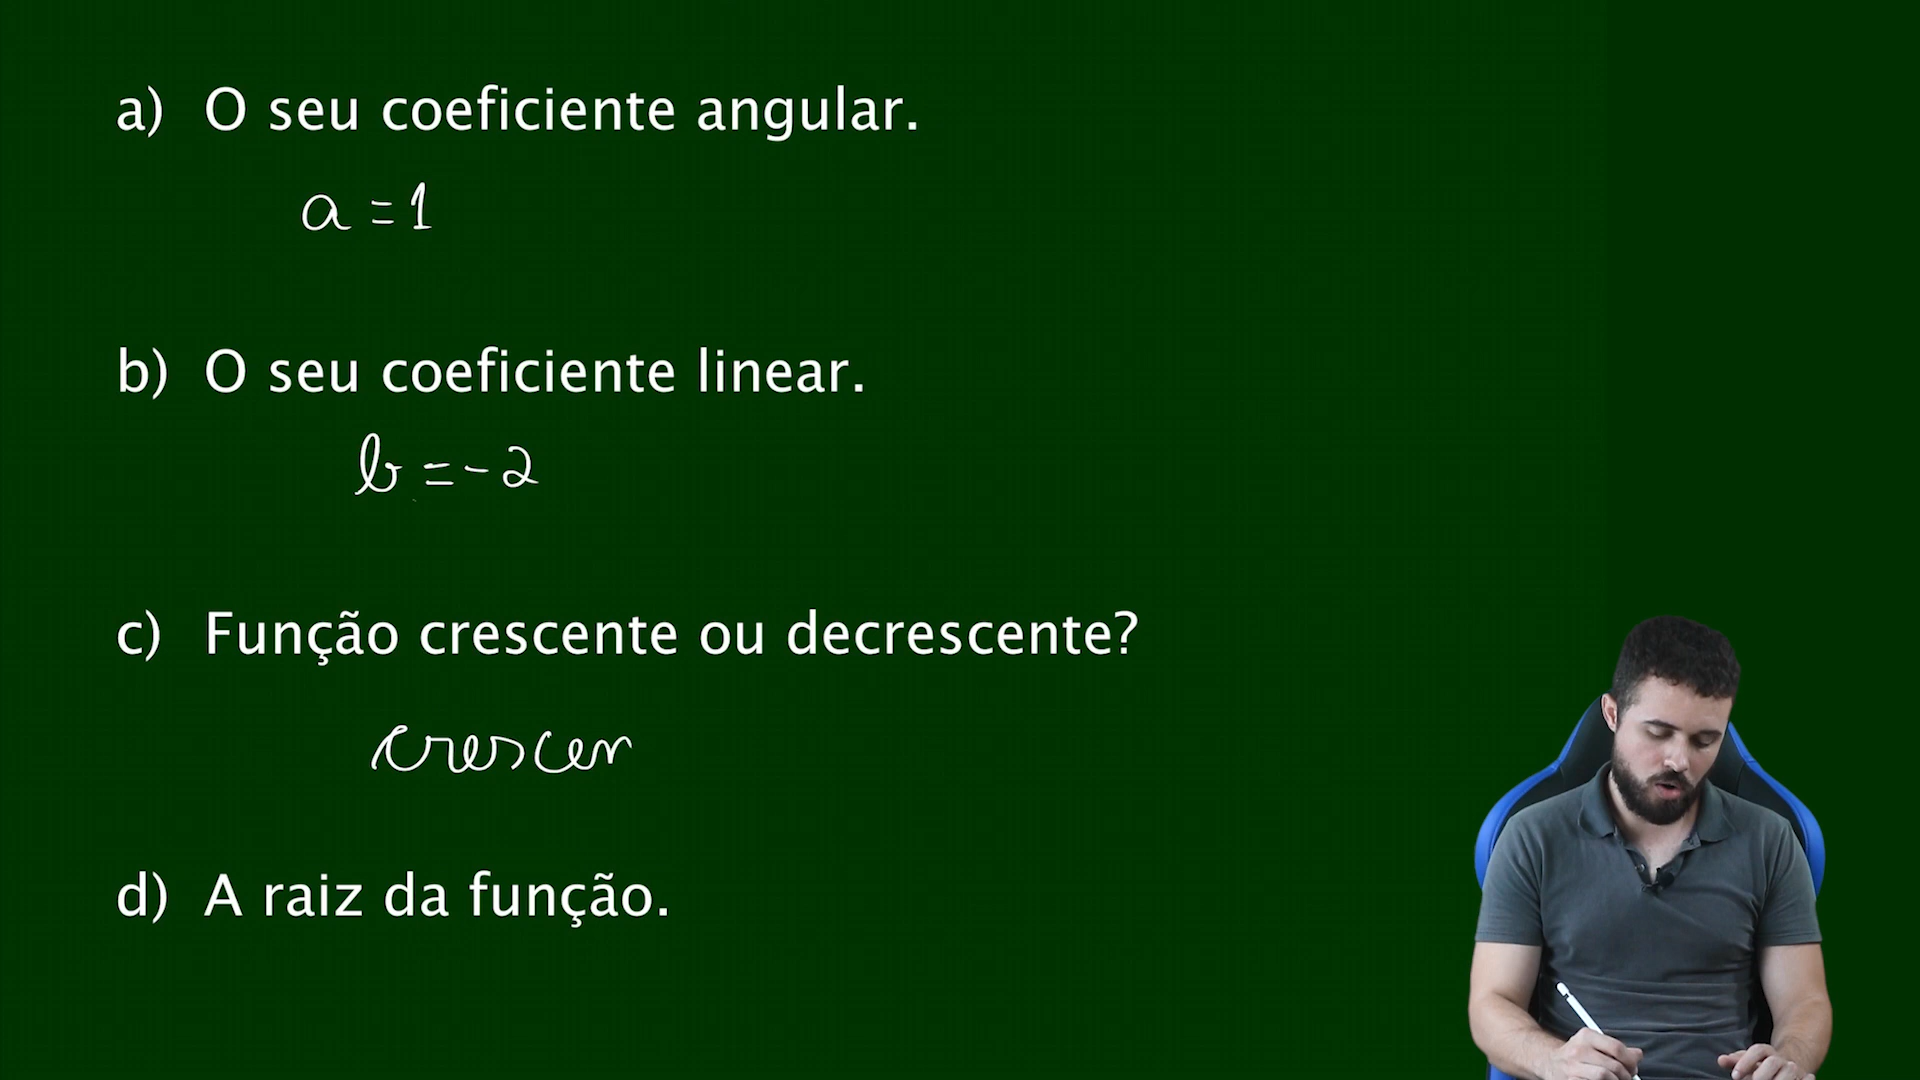 a) O seu coeficiente angular.
a = 1
b) O seu coeficiente linear.
b = - 2
c) Função crescente ou decrescente?
crescen
d) A raiz da função.